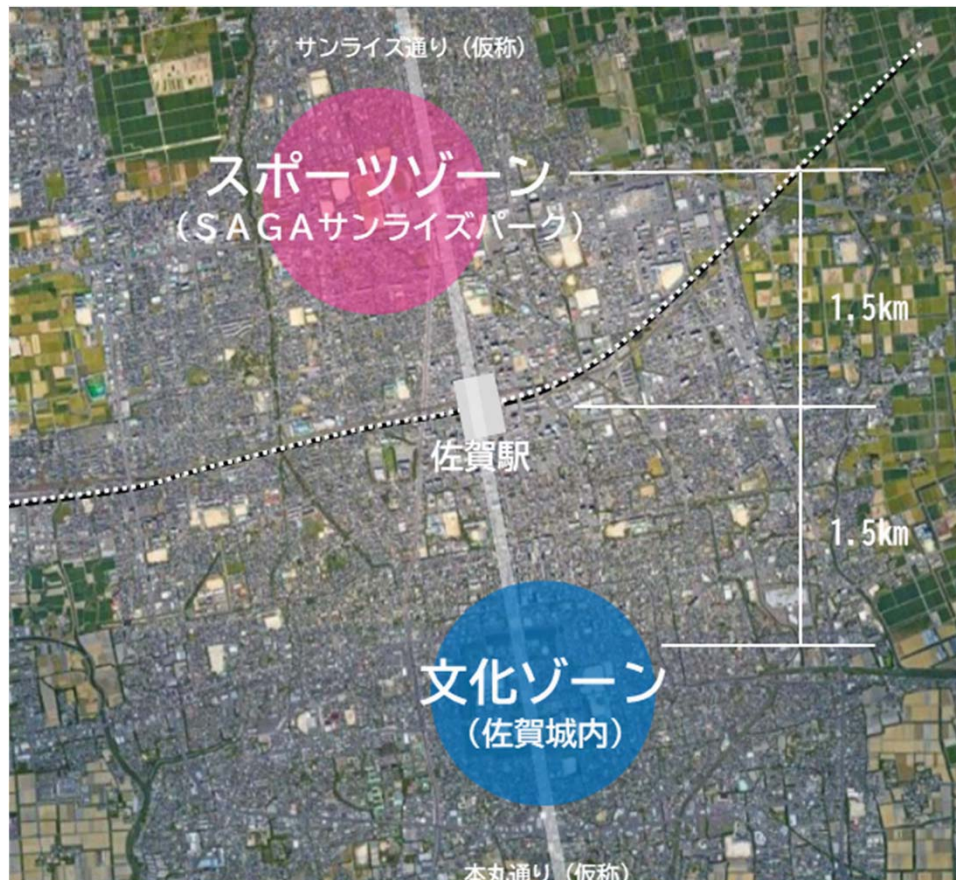 サンライズ通り（仮称）
スポーツゾーン
（ＳＡＧＡサンライズパーク）
1.5km
佐賀駅
1.5km
文化ゾーン
（佐賀城内）
本丸通り（仮称）